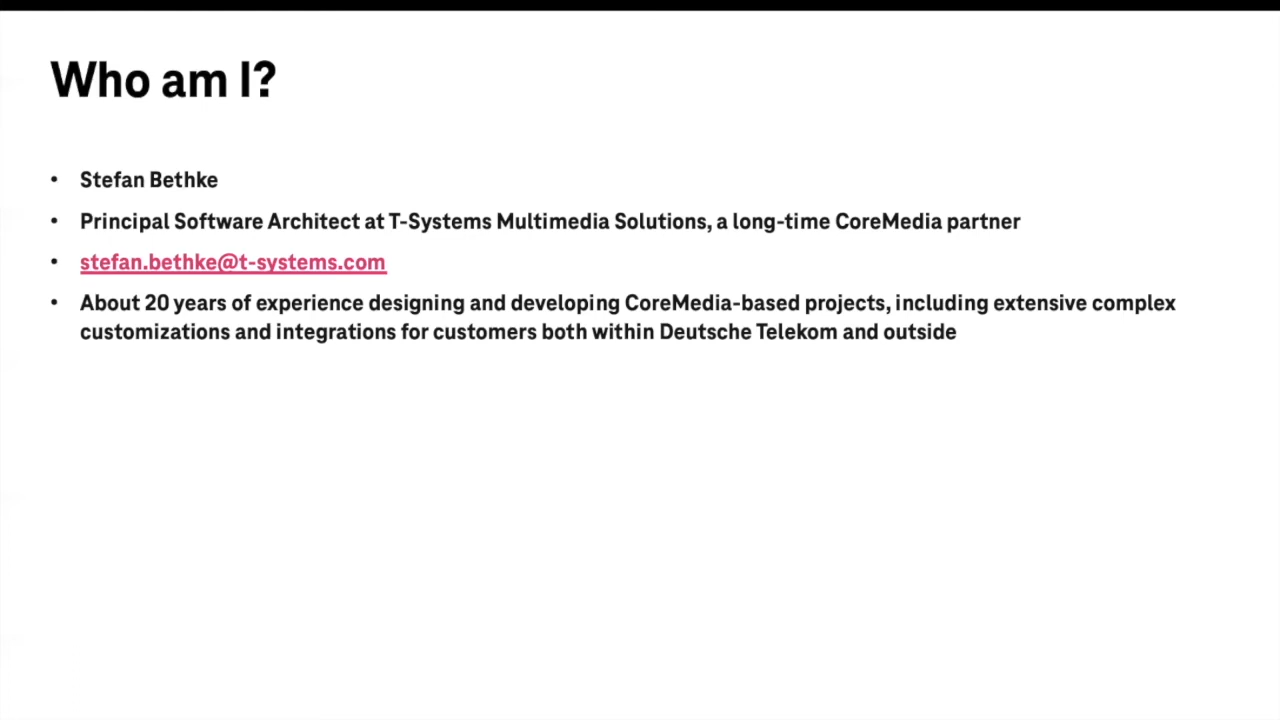 Who am I?
• Stefan Bethke
• Principal Software Architect at T-Systems Multimedia Solutions, a long-time CoreMedia partner
• stefan.bethke@t-systems.com
• About 20 years of experience designing and developing CoreMedia-based projects, including extensive complex
customizations and integrations for customers both within Deutsche Telekom and outside